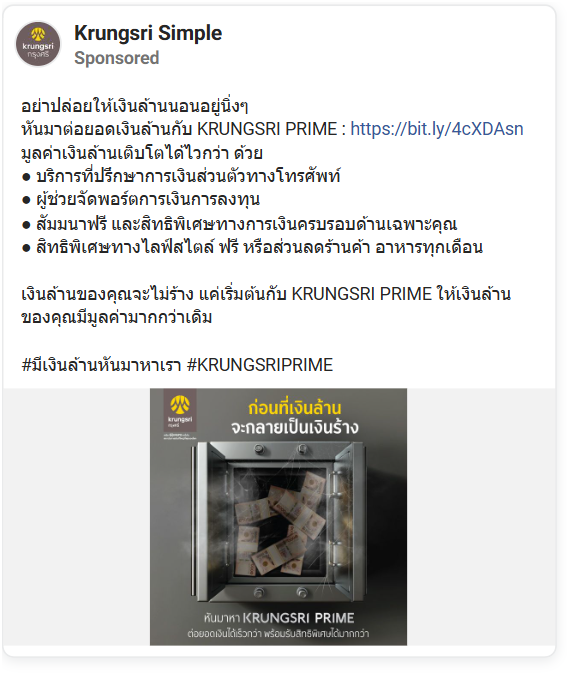 Krungsri Simple
Sponsored
อย่าปล่อยให้เงินล้านนอนอยู่นิ่งๆ
หันมาต่อยอดเงินล้านกับ KRUNGSRI PRIME : https://bit.ly/4cXDAsn
มูลค่าเงินล้านเติบโตได้ไวกว่า ด้วย
● บริการที่ปรึกษาการเงินส่วนตัวทางโทรศัพท์
● ผู้ช่วยจัดพอร์ตการเงินการลงทุน
● สัมมนาฟรี และสิทธิพิเศษทางการเงินครบรอบด้านเฉพาะคุณ
● สิทธิพิเศษทางไลฟ์สไตล์ ฟรี หรือส่วนลดร้านค้า อาหารทุกเดือน
เงินล้านของคุณจะไม่ร้าง แค่เริ่มต้นกับ KRUNGSRI PRIME ให้เงินล้าน
ของคุณมีมูลค่ามากกว่าเดิม
#มีเงินล้านหันมาหาเรา #KRUNGSRIPRIME
krungsri
กรุงศรี
ก่อนที่เงินล้าน
จะกลายเป็นเงินร้าง
หันมาหา KRUNGSRI PRIME
ต่อยอดเงินได้เร็วกว่า พร้อมรับสิทธิพิเศษได้มากกว่า